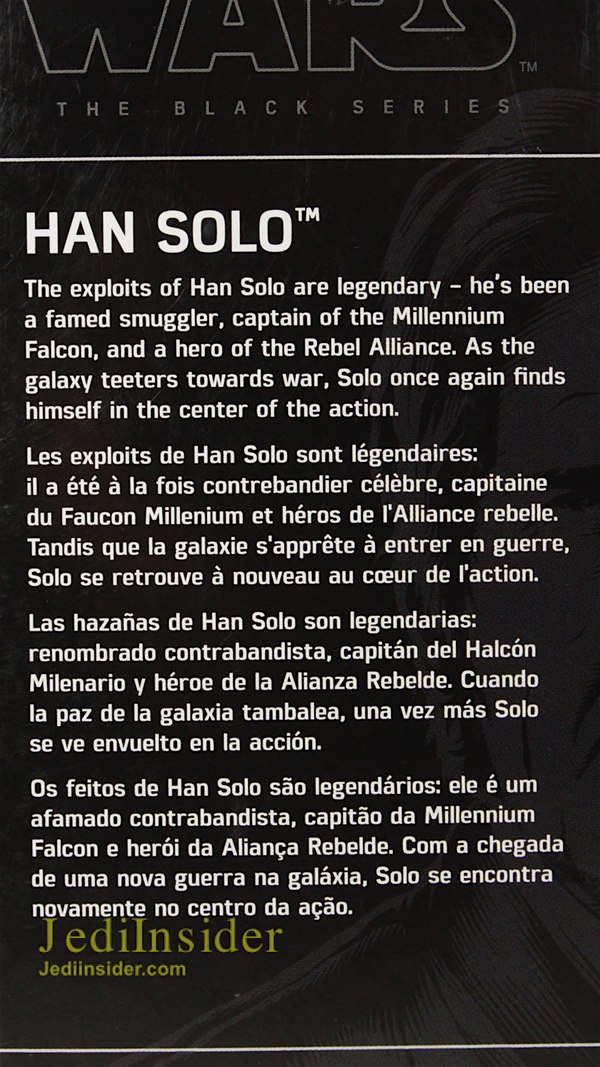 WARS™
THE BLACK SERIES
HAN SOLO™
The exploits of Han Solo are legendary – he's been
a famed smuggler, captain of the Millennium
Falcon, and a hero of the Rebel Alliance. As the
galaxy teeters towards war, Solo once again finds
himself in the center of the action.
Les exploits de Han Solo sont légendaires:
il a été à la fois contrebandier célèbre, capitaine
du Faucon Millenium et héros de l'Alliance rebelle.
Tandis que la galaxie s'apprête à entrer en guerre,
Solo se retrouve à nouveau au cœur de l'action.
Las hazañas de Han Solo son legendarias:
renombrado contrabandista, capitán del Halcón
Milenario y héroe de la Alianza Rebelde. Cuando
la paz de la galaxia tambalea, una vez más Solo
se ve envuelto en la acción.
Os feitos de Han Solo são legendários: ele é um
afamado contrabandista, capitão da Millennium
Falcon e herói da Aliança Rebelde. Com a chegada
de uma nova guerra na galáxia, Solo se encontra
novamente no centro da ação.
JediInsider
Jediinsider.com